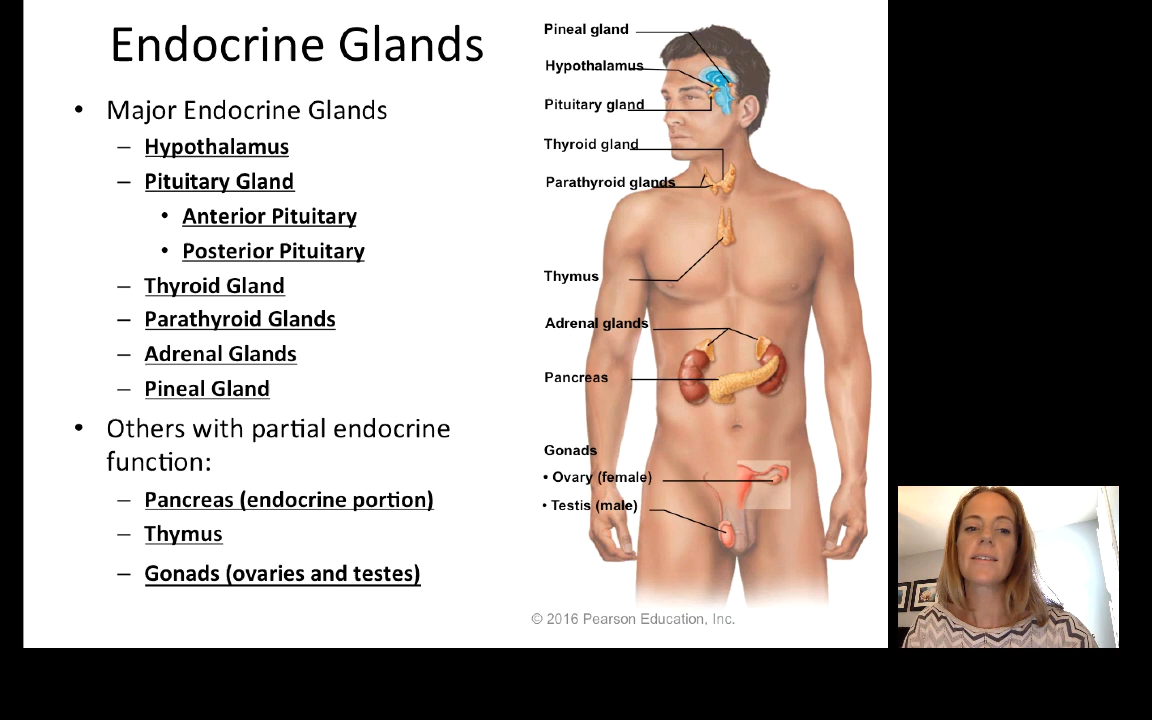 Endocrine Glands
• Major Endocrine Glands
– Hypothalamus
– Pituitary Gland
• Anterior Pituitary
• Posterior Pituitary
– Thyroid Gland
– Parathyroid Glands
– Adrenal Glands
– Pineal Gland
• Others with partial endocrine
function:
– Pancreas (endocrine portion)
– Thymus
– Gonads (ovaries and testes)
Pineal gland
Hypothalamus
Pituitary gland
Thyroid gland
Parathyroid glands
Thymus
Adrenal glands
Pancreas
Gonads
• Ovary (female)
• Testis (male)
© 2016 Pearson Education, Inc.